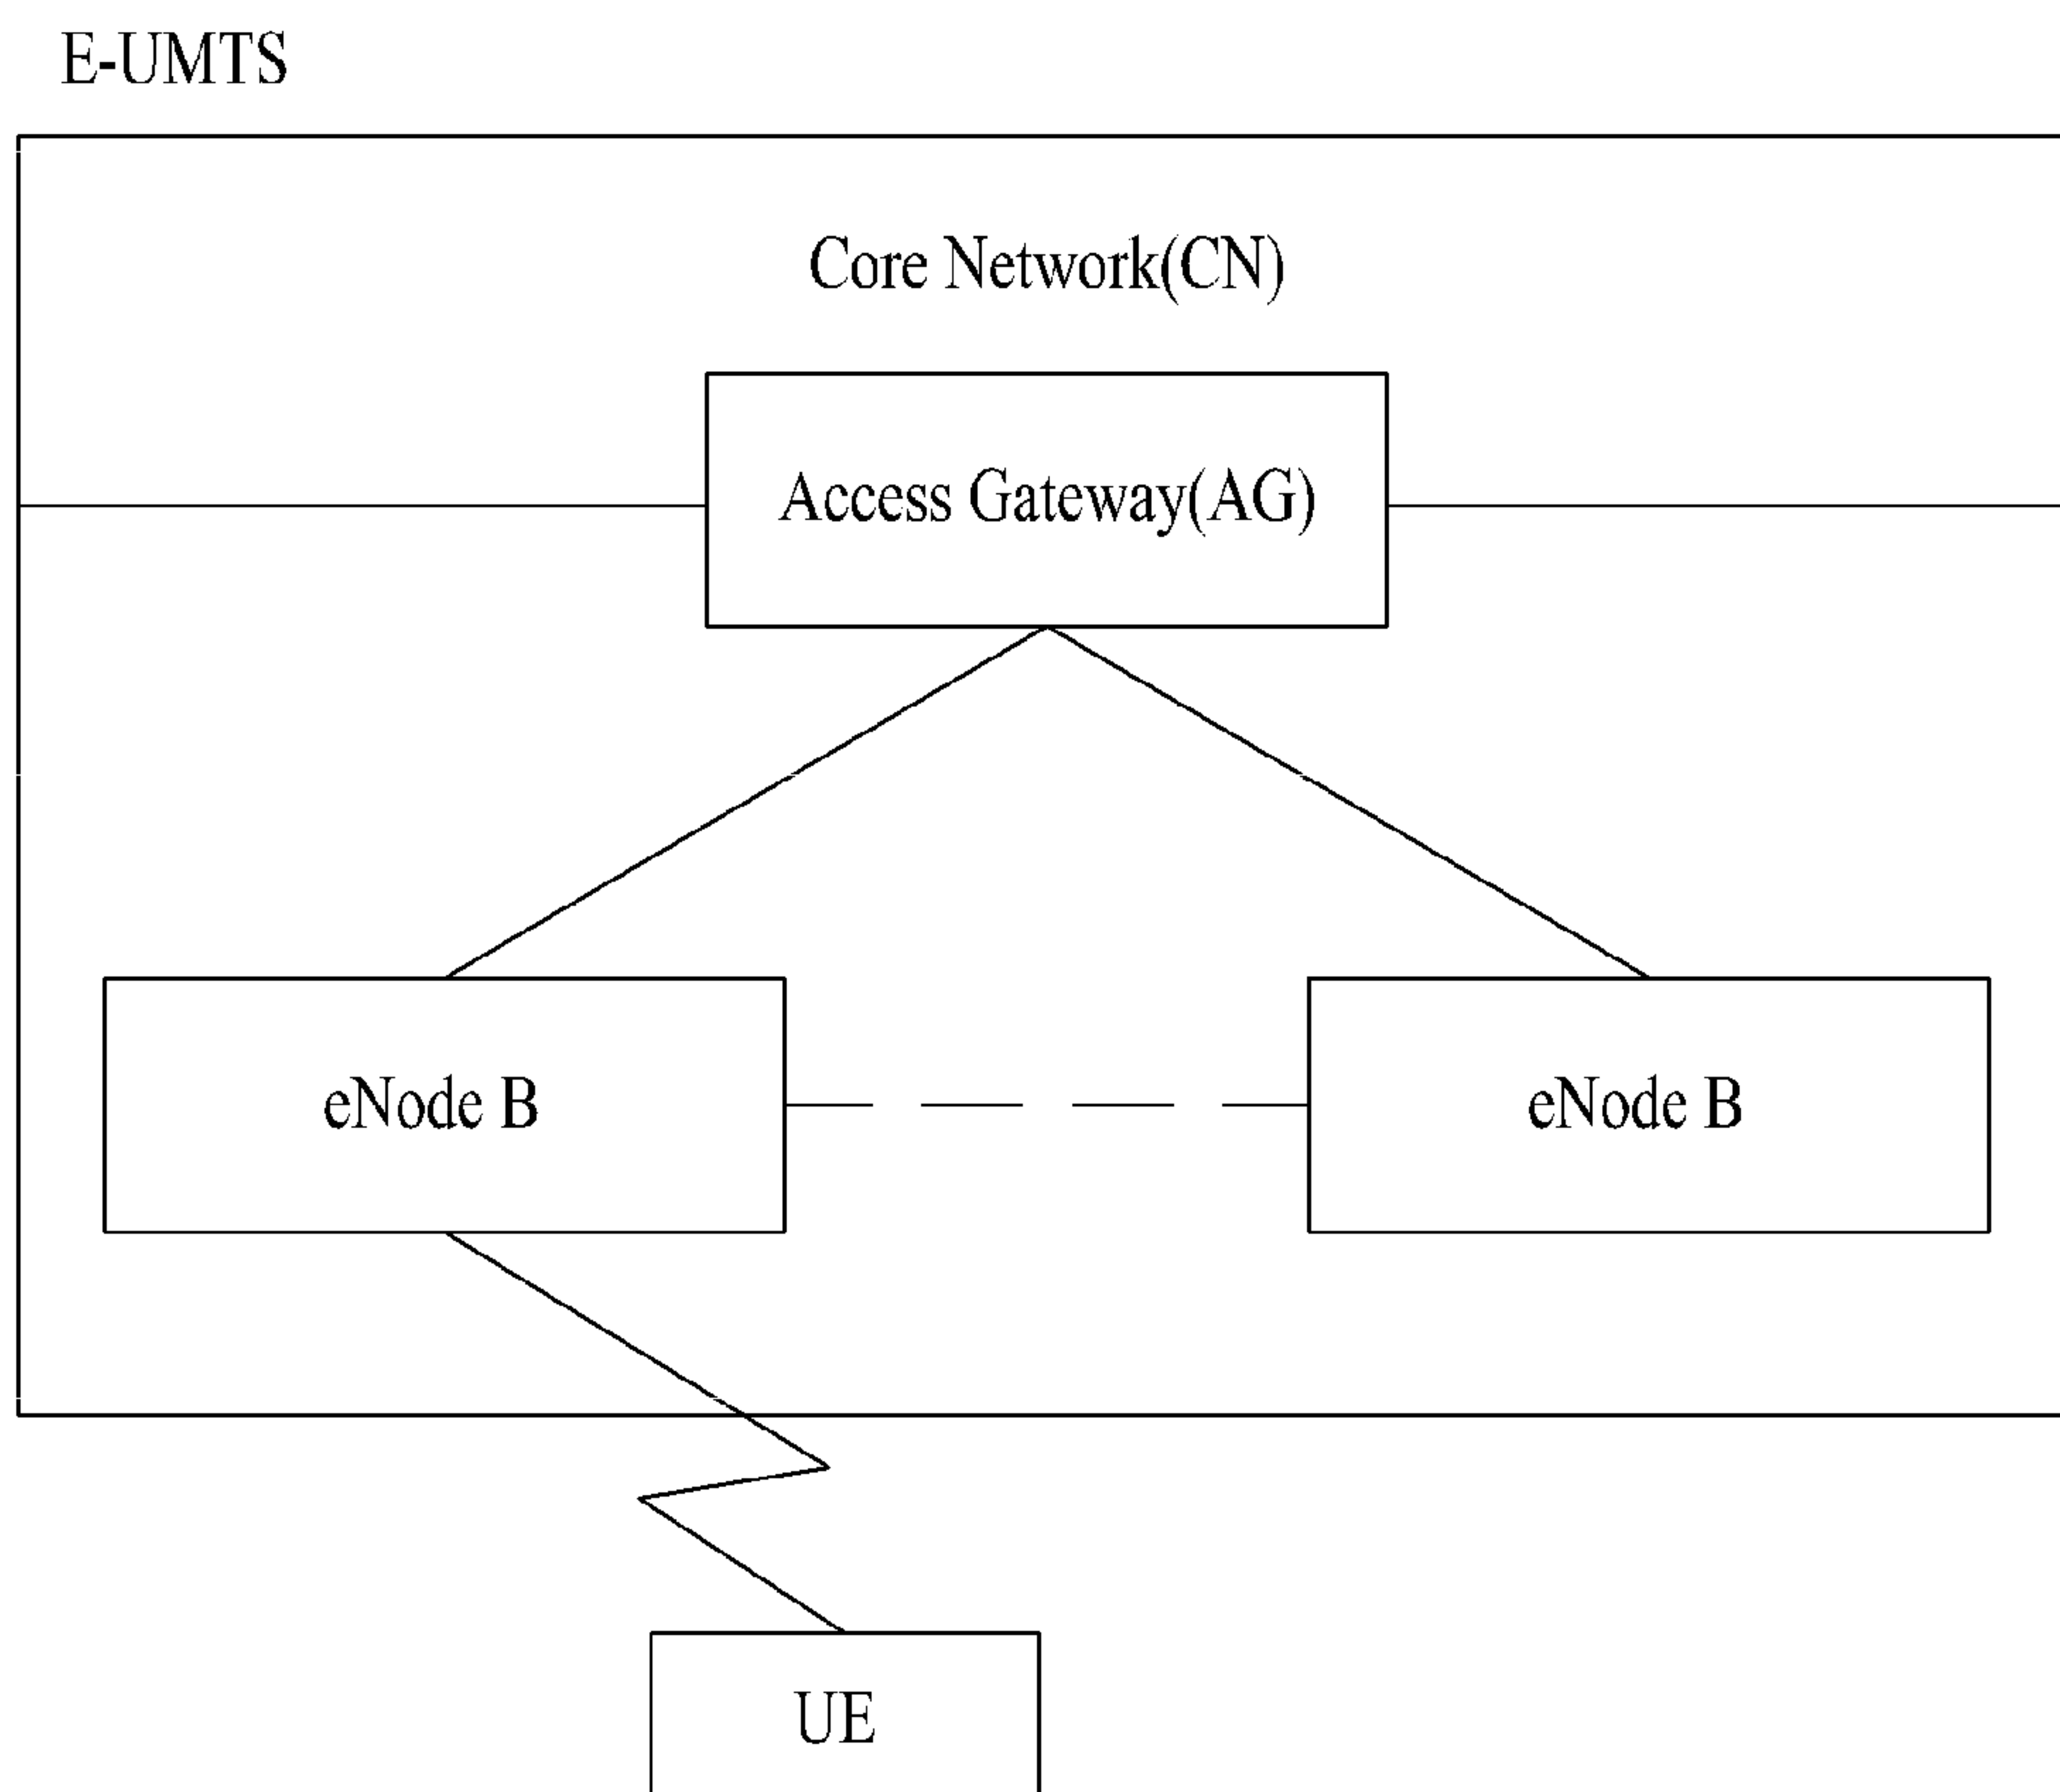 E-UMTS
Core Network(CN)
Access Gateway(AG)
eNode B
eNode B
UE